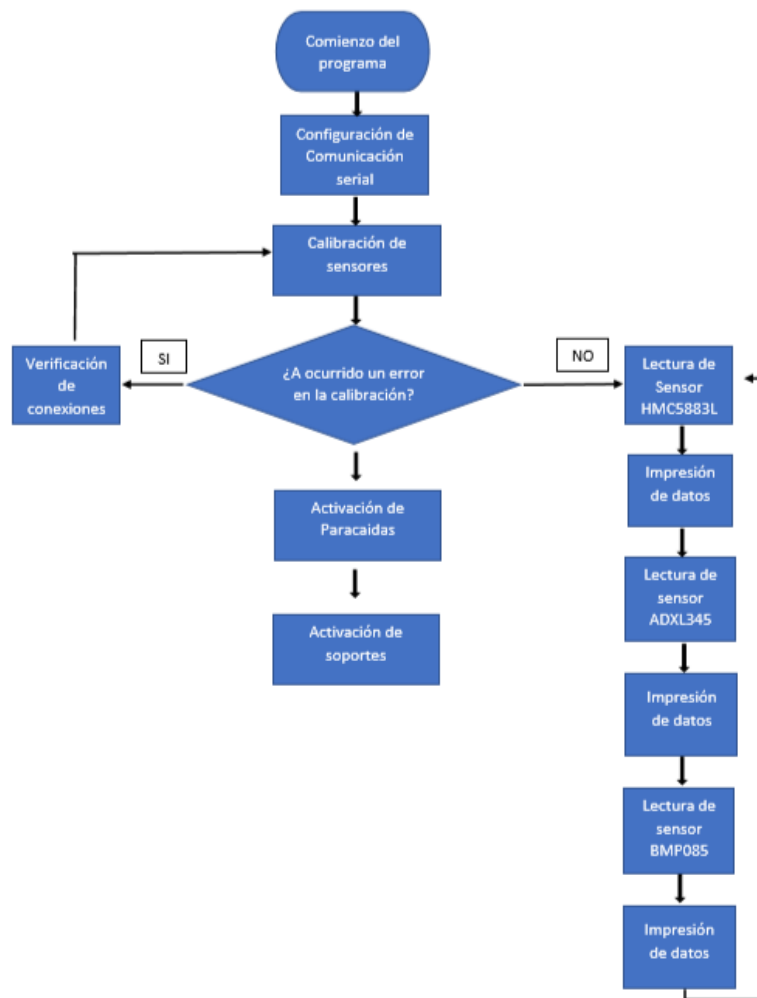 Comienzo del
programa
Configuración de
Comunicación
serial
Calibración de
sensores
¿A ocurrido un error
en la calibración?
SI
Verificación
de
conexiones
NO
Lectura de
Sensor
HMC5883L
Impresión
de datos
Lectura de
sensor
ADXL345
Impresión
de datos
Lectura de
sensor
BMP085
Impresión
de datos
Activación de
Paracaidas
Activación de
soportes